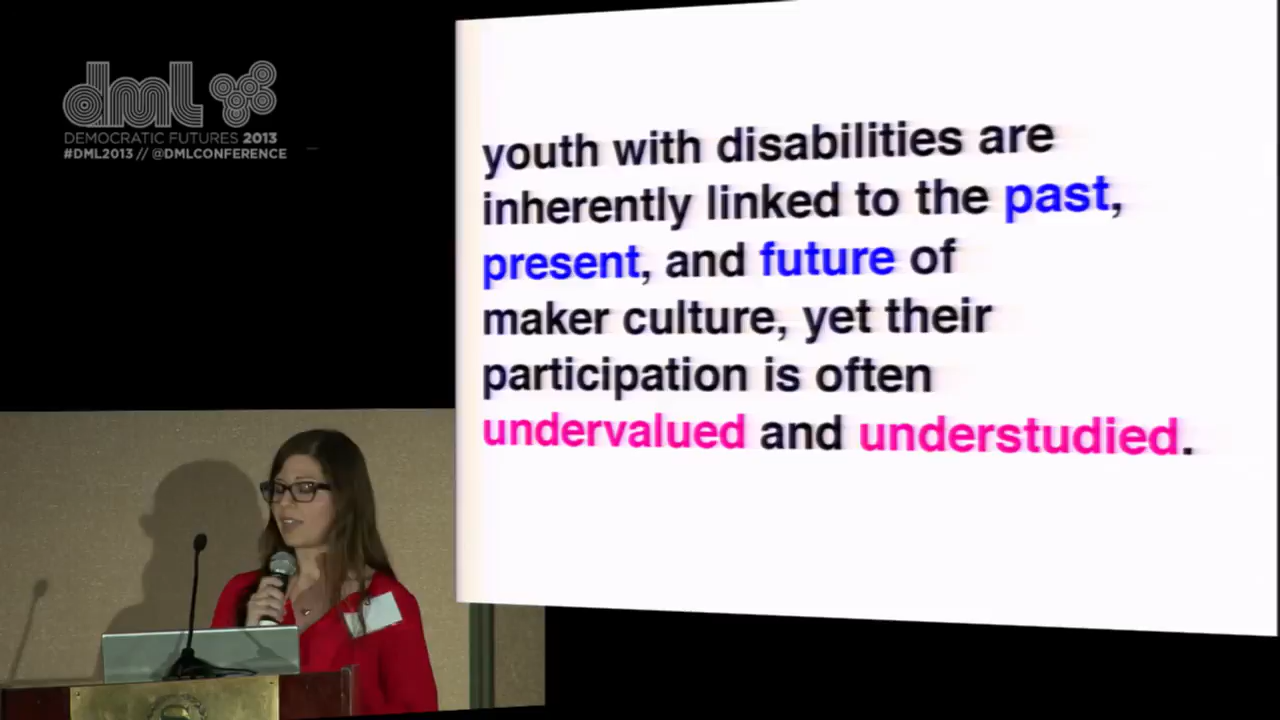 dml
DEMOCRATIC FUTURES 2013
#DML2013 // @DMLCONFERENCE
youth with disabilities are
inherently linked to the past,
present, and future of
maker culture, yet their
participation is often
undervalued and understudied.